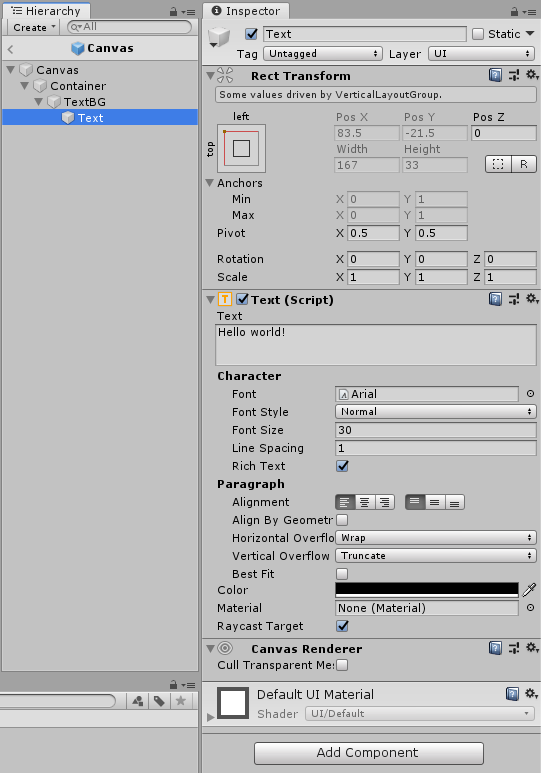 Hierarchy
Create
All
Canvas
Canvas
Container
TextBG
Text
Inspector
Text
Static
Tag Untagged Layer UI
Rect Transform
Some values driven by VerticalLayoutGroup.
left
top
Pos X Pos Y Pos Z
83.5 -21.5 0
Width Height
167 33
R
Anchors
Min X 0 Y 1
Max X 0 Y 1
Pivot X 0.5 Y 0.5
Rotation X 0 Y 0 Z 0
Scale X 1 Y 1 Z 1
Text (Script)
Text
Hello world!
Character
Font Arial
Font Style Normal
Font Size 30
Line Spacing 1
Rich Text
Paragraph
Alignment
Align By Geometr
Horizontal Overflo Wrap
Vertical Overflow Truncate
Best Fit
Color
Material None (Material)
Raycast Target
Canvas Renderer
Cull Transparent Mes
Default UI Material
Shader UI/Default
Add Component